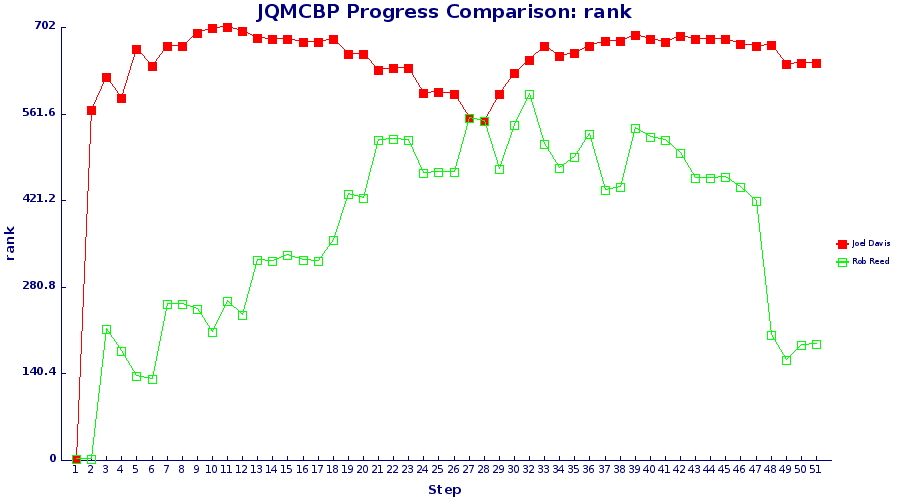 JQMCBP Progress Comparison: rank
702
561.6
421.2
280.8
140.4
0
rank
1 2 3 4 5 6 7 8 9 10 11 12 13 14 15 16 17 18 19 20 21 22 23 24 25 26 27 28 29 30 31 32 33 34 35 36 37 38 39 40 41 42 43 44 45 46 47 48 49 50 51
Step
Joel Davis
Rob Reed